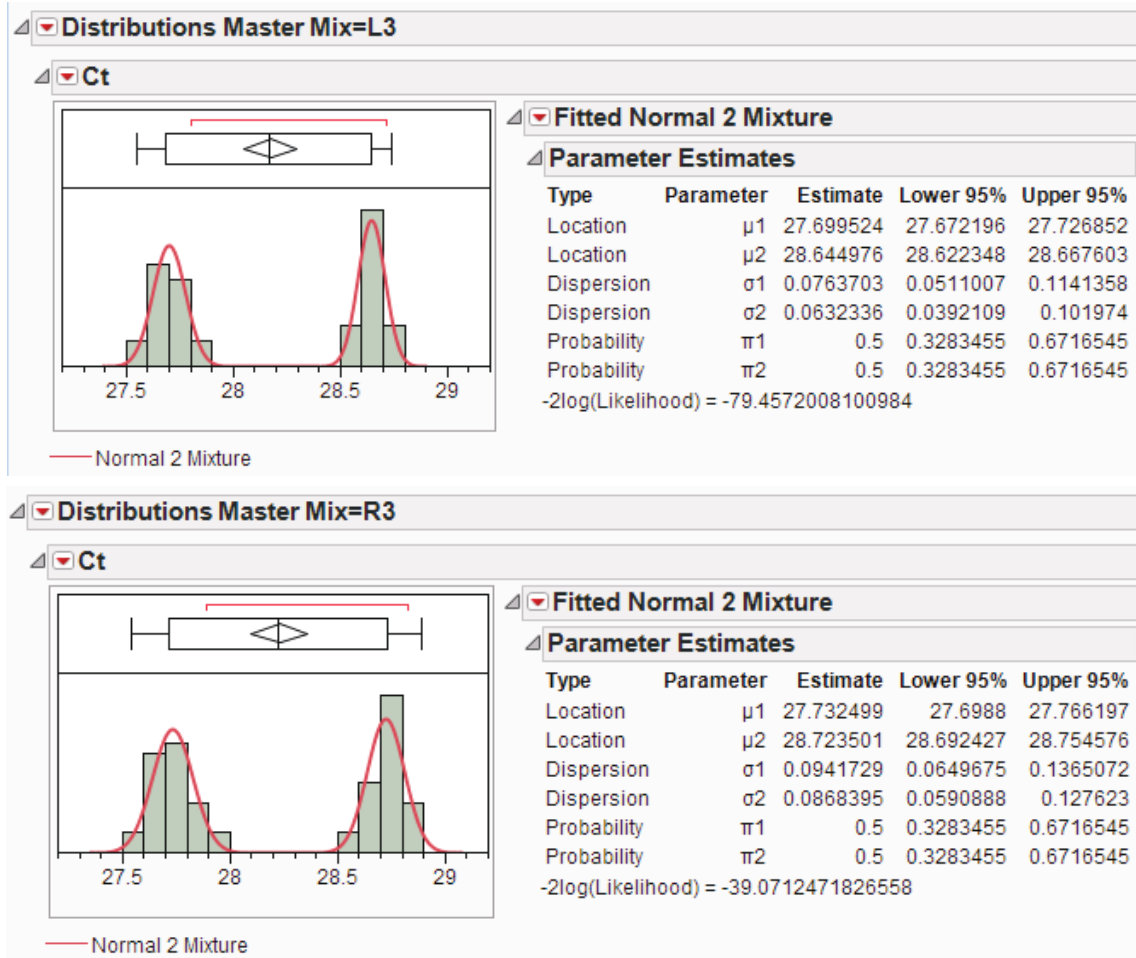 Distributions Master Mix=L3
Ct
27.5 28 28.5 29
Normal 2 Mixture
Fitted Normal 2 Mixture
Parameter Estimates
Type Parameter Estimate Lower 95% Upper 95%
Location μ1 27.699524 27.672196 27.726852
Location μ2 28.644976 28.622348 28.667603
Dispersion σ1 0.0763703 0.0511007 0.1141358
Dispersion σ2 0.0632336 0.0392109 0.101974
Probability π1 0.5 0.3283455 0.6716545
Probability π2 0.5 0.3283455 0.6716545
-2log(Likelihood) = -79.4572008100984
Distributions Master Mix=R3
Ct
27.5 28 28.5 29
Normal 2 Mixture
Fitted Normal 2 Mixture
Parameter Estimates
Type Parameter Estimate Lower 95% Upper 95%
Location μ1 27.732499 27.6988 27.766197
Location μ2 28.723501 28.692427 28.754576
Dispersion σ1 0.0941729 0.0649675 0.1365072
Dispersion σ2 0.0868395 0.0590888 0.127623
Probability π1 0.5 0.3283455 0.6716545
Probability π2 0.5 0.3283455 0.6716545
-2log(Likelihood) = -39.0712471826558